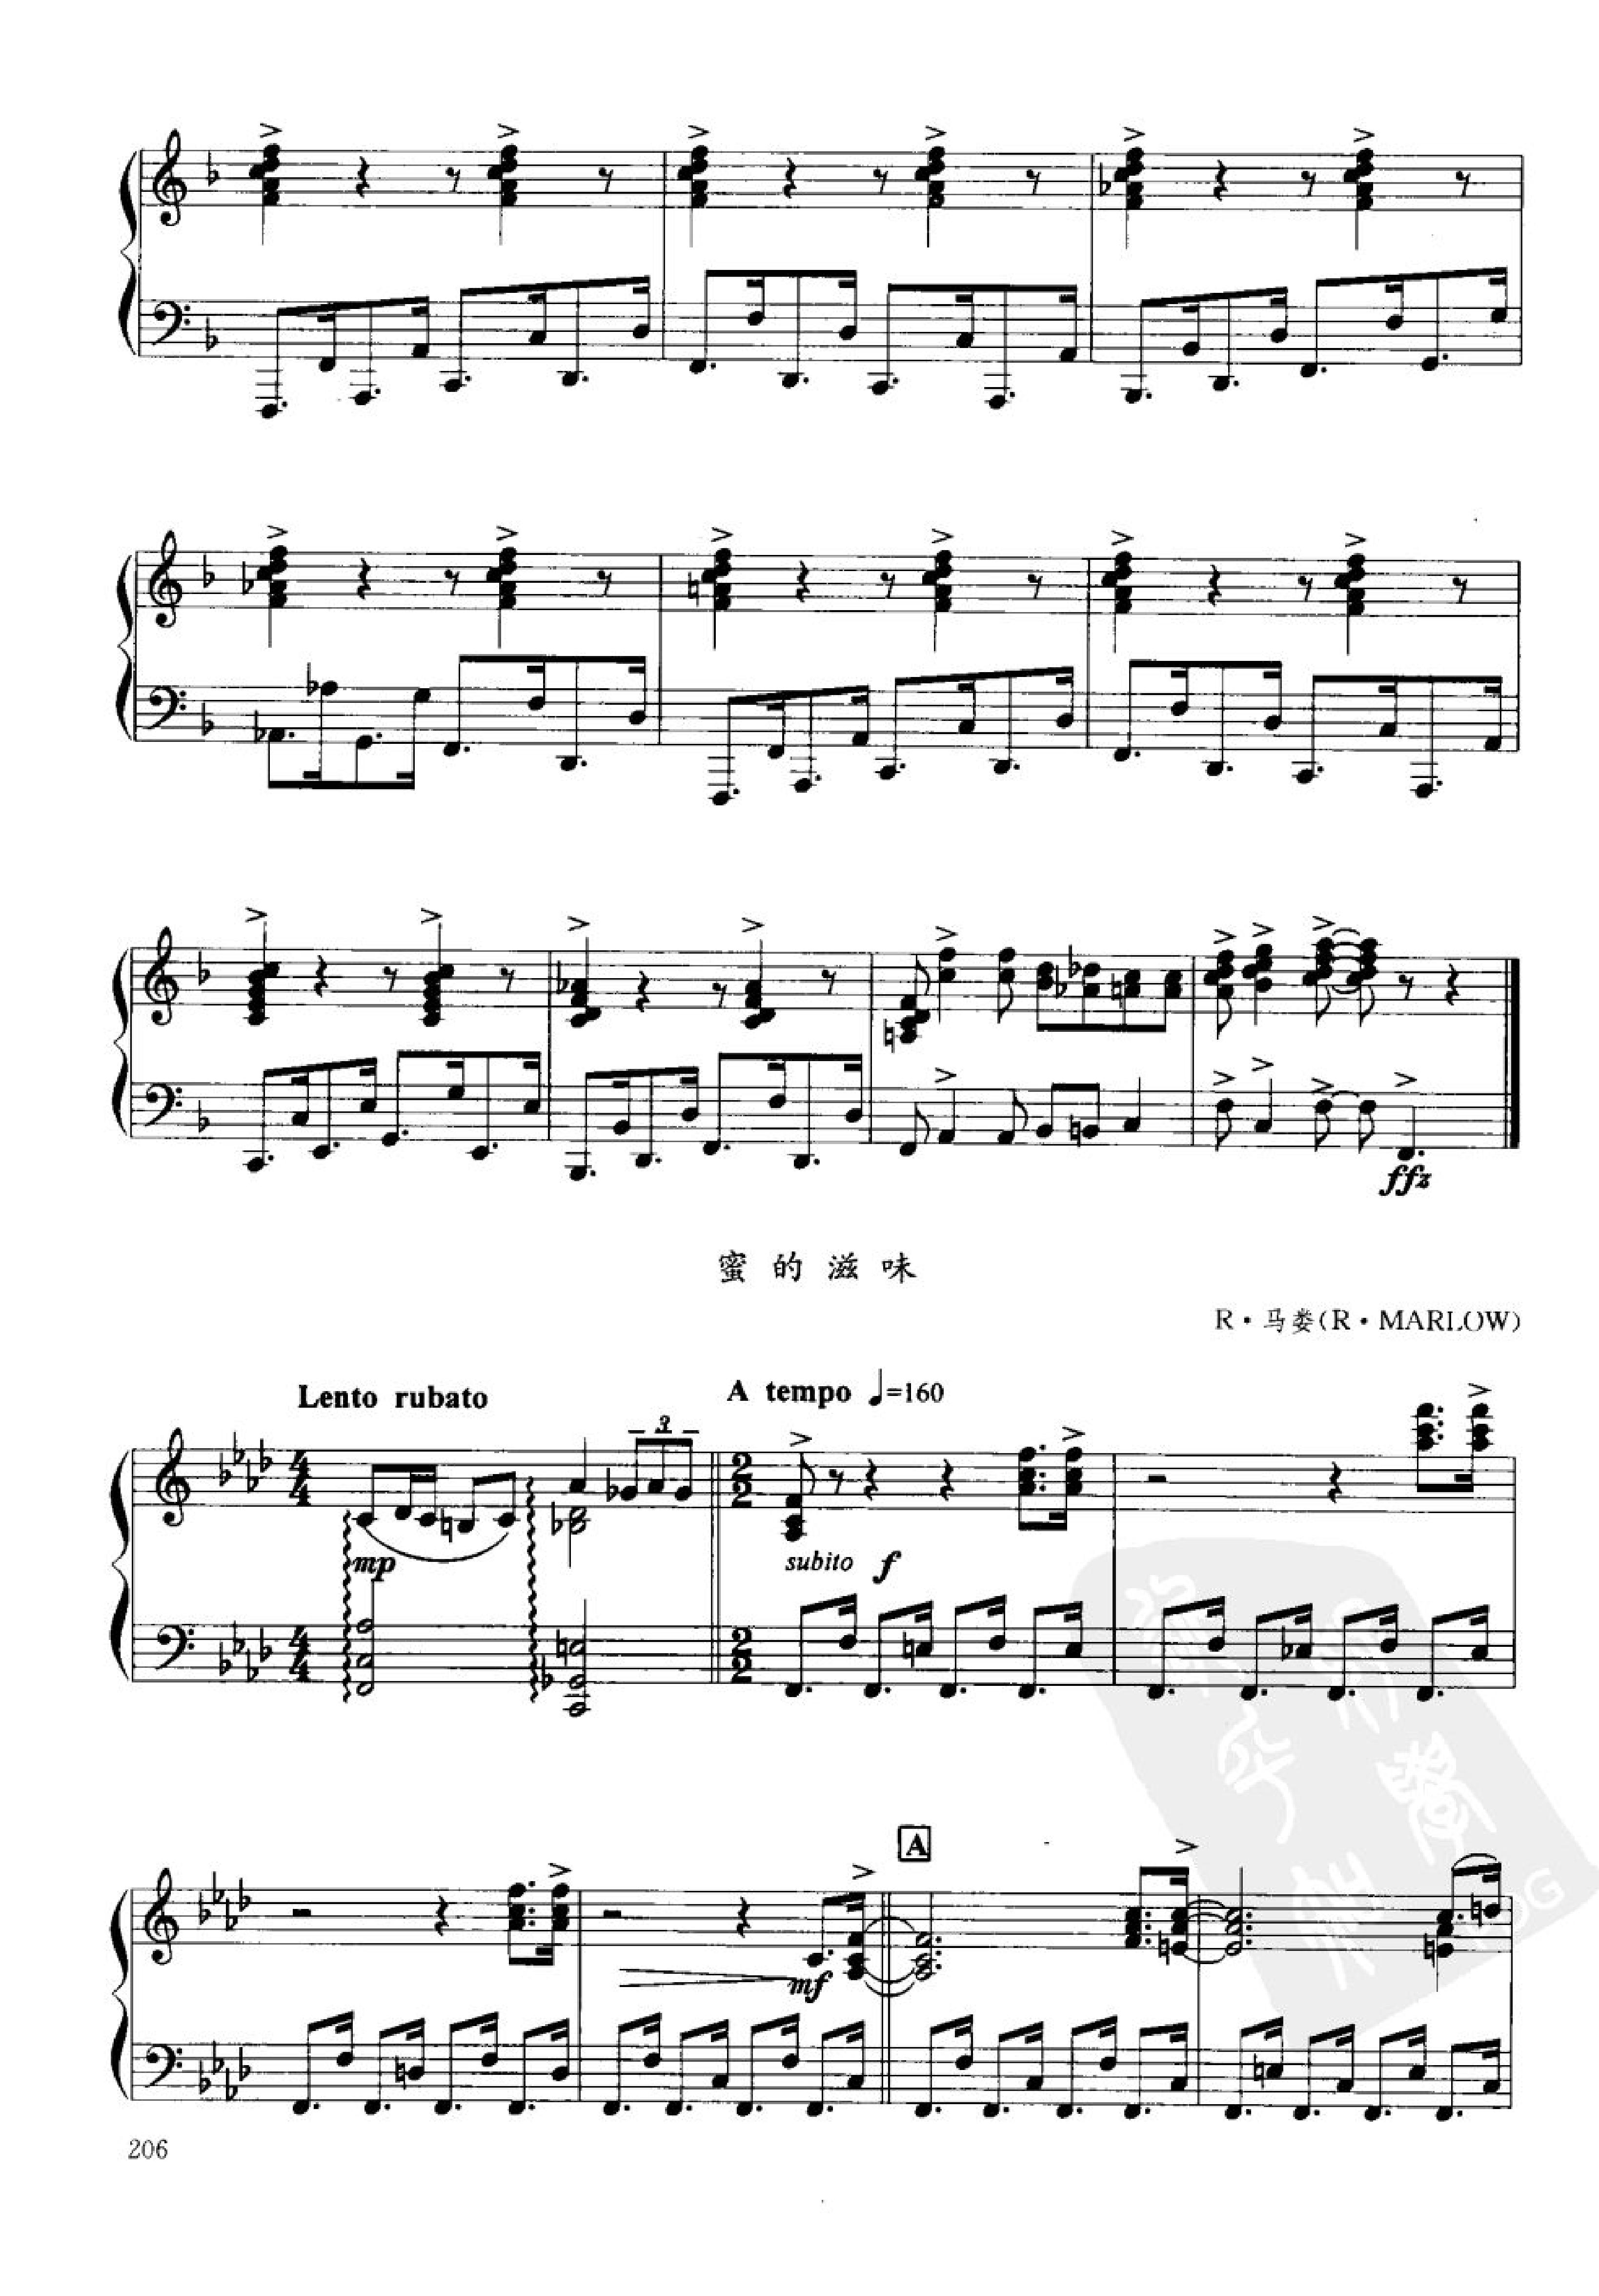 ffz
蜜的滋味
R·马娄(R·MARLOW)
Lento rubato
A tempo ♩=160
3
mp
subito f
A
mf
206